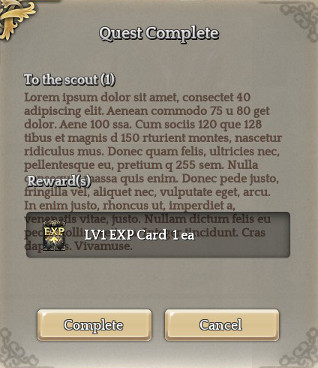 Quest Complete
To the scout (1)
Lorem ipsum dolor sit amet, consectet 40
adipiscing elit. Aenean commodo 75 u 80 get
dolor. Aene 100 ssa. Cum sociis 120 que 128
tibus et magnis d 150 rturient montes, nascetur
ridiculus mus. Donec quam felis, ultricies nec,
pellentesque eu, pretium q 255 sem. Nulla
massa quis enim. Donec pede justo,
Reward(s)
fringilla vel, aliquet nec, vulputate eget, arcu.
In enim justo, rhoncus ut, imperdiet a,
venenatis vitae, justo. Nullam dictum felis eu
EXP
LV1 EXP Card 1 ea
tincidunt. Cras
dapibus. Vivamus.
Complete
Cancel